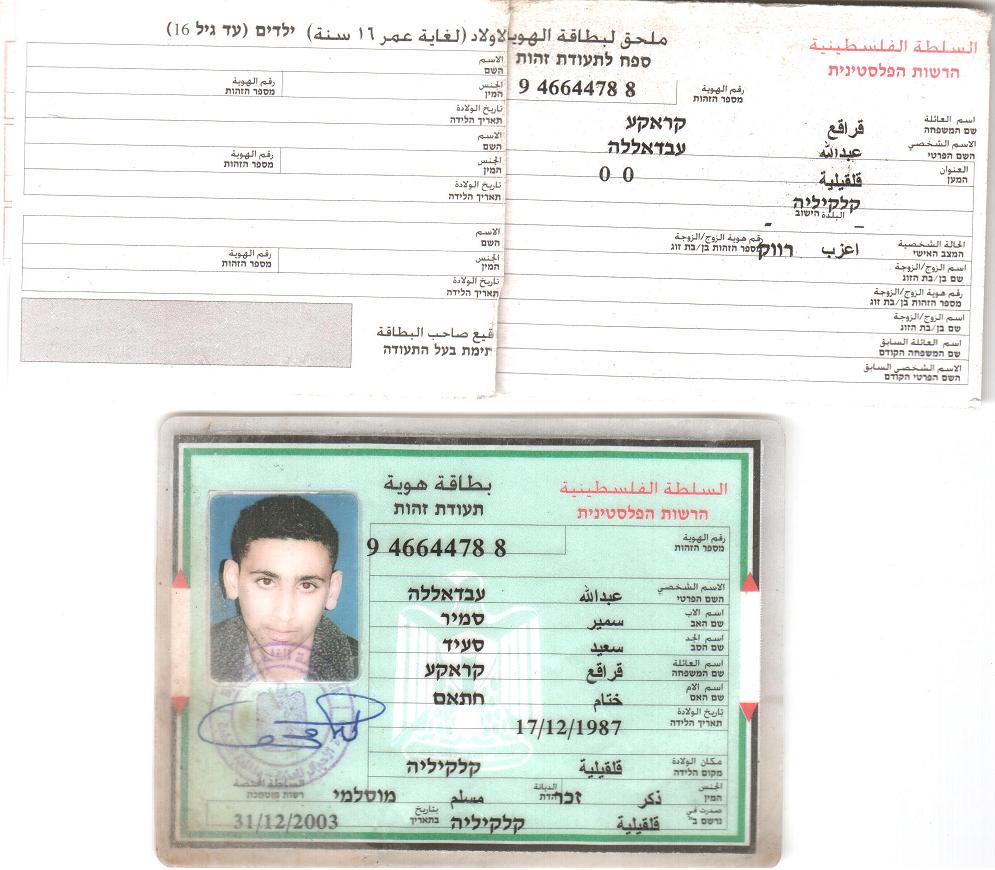 ملحق لبطاقة الهوية
ספח לתעודת זהות
السلطة الفلسطينية
הרשות הפלסטינית
رقم الهوية
מספר הזהות
9 4664478 8
اسم العائلة قراقع קראקע
שם המשפחה
الاسم الشخصي عبدالله עבדאללה
השם הפרטי
العنوان قلقيلية 0 0
המען
קלקיליה
البلدة הישוב
- -
الحالة الشخصية اعزب רווק
המצב האישי
رقم هوية الزوج/الزوجة
מספר הזהות בן/בת זוג
اسم الزوج/الزوجة
שם בן/בת הזוג
رقم هوية الزوج/الزوجة
מספר הזהות בן/בת זוג
اسم الزوج/الزوجة
שם בן/בת הזוג
اسم العائلة السابق
שם המשפחה הקודם
الاسم الشخصي السابق
השם הפרטי הקודם
الاولاد (لغاية عمر ١٦ سنة) ילדים (עד גיל 16)
الاسم
השם
الجنس رقم الهوية
המין מספר הזהות
تاريخ الولادة
תאריך הלידה
الاسم
השם
الجنس رقم الهوية
המין מספר הזהות
تاريخ الولادة
תאריך הלידה
الاسم
השם
الجنس رقم الهوية
המין מספר הזהות
تاريخ الولادة
תאריך הלידה
قيع صاحب البطاقة
תימת בעל התעודה
السلطة الفلسطينية
הרשות הפלסטינית
بطاقة هوية
תעודת זהות
رقم الهوية
מספר הזהות
9 4664478 8
الاسم الشخصي عبدالله עבדאללה
השם הפרטי
اسم الاب سمير סמיר
שם האב
اسم الجد سعيد סעיד
שם הסב
اسم العائلة قراقع קראקע
שם המשפחה
اسم الام ختام חתאם
שם האם
تاريخ الولادة
תאריך הלידה
17/12/1987
مكان الولادة قلقيلية קלקיליה
מקום הלידה
الجنس ذكر זכר
המין
الديانة مسلم מוסלמי
הדת
صدرت في قلقيلية קלקיליה
נרשם ב"
بتاريخ 31/12/2003
בתאריך
السلطة المختصة
רשות מוסמכת